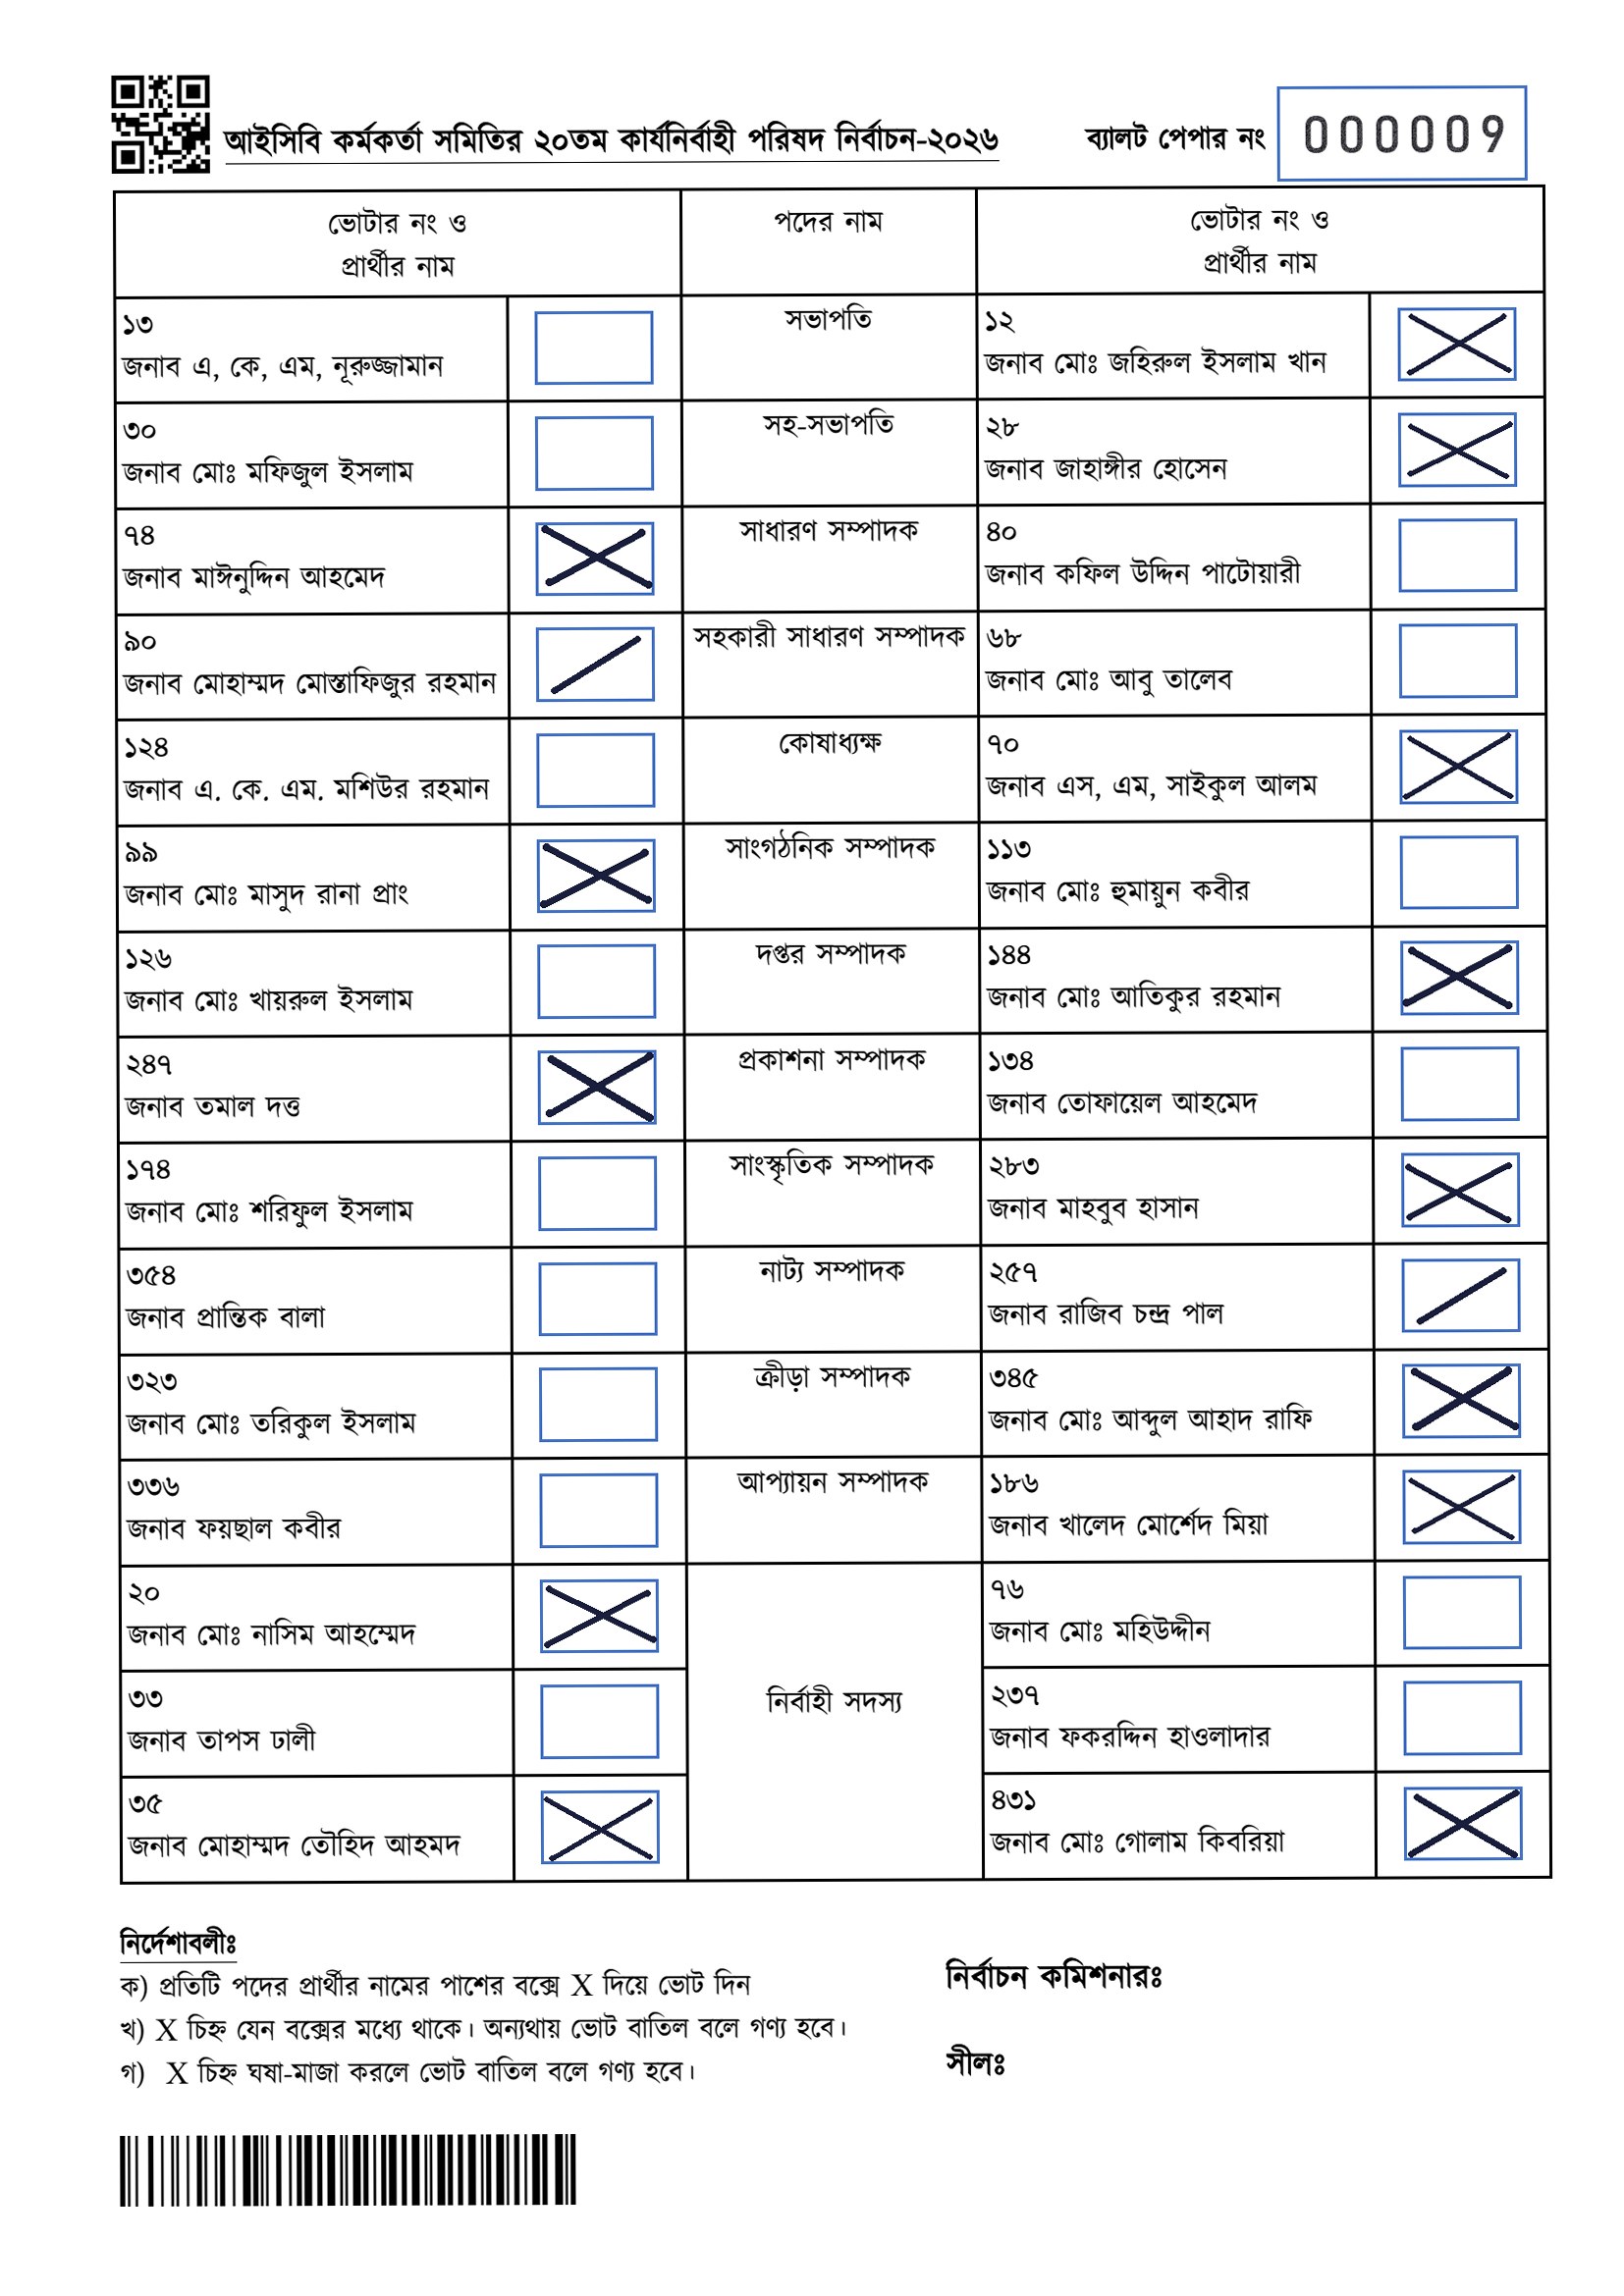 আইসিবি কর্মকর্তা সমিতির ২০তম কার্যনির্বাহী পরিষদ নির্বাচন-২০২৬ ব্যালট পেপার নং 000009
ভোটার নং ও
প্রার্থীর নাম
পদের নাম
ভোটার নং ও
প্রার্থীর নাম
১৩
জনাব এ, কে, এম, নূরুজ্জামান
সভাপতি
১২
জনাব মোঃ জহিরুল ইসলাম খান
৩০
জনাব মোঃ মফিজুল ইসলাম
সহ-সভাপতি
২৮
জনাব জাহাঙ্গীর হোসেন
৭৪
জনাব মাঈনুদ্দিন আহমেদ
সাধারণ সম্পাদক
৪০
জনাব কফিল উদ্দিন পাটোয়ারী
৯০
জনাব মোহাম্মদ মোস্তাফিজুর রহমান
সহকারী সাধারণ সম্পাদক
৬৮
জনাব মোঃ আবু তালেব
১২৪
জনাব এ. কে. এম. মশিউর রহমান
কোষাধ্যক্ষ
৭০
জনাব এস, এম, সাইকুল আলম
৯৯
জনাব মোঃ মাসুদ রানা প্রাং
সাংগঠনিক সম্পাদক
১১৩
জনাব মোঃ হুমায়ুন কবীর
১২৬
জনাব মোঃ খায়রুল ইসলাম
দপ্তর সম্পাদক
১৪৪
জনাব মোঃ আতিকুর রহমান
২৪৭
জনাব তমাল দত্ত
প্রকাশনা সম্পাদক
১৩৪
জনাব তোফায়েল আহমেদ
১৭৪
জনাব মোঃ শরিফুল ইসলাম
সাংস্কৃতিক সম্পাদক
২৮৩
জনাব মাহবুব হাসান
৩৫৪
জনাব প্রান্তিক বালা
নাট্য সম্পাদক
২৫৭
জনাব রাজিব চন্দ্র পাল
৩২৩
জনাব মোঃ তরিকুল ইসলাম
ক্রীড়া সম্পাদক
৩৪৫
জনাব মোঃ আব্দুল আহাদ রাফি
৩৩৬
জনাব ফয়ছাল কবীর
আপ্যায়ন সম্পাদক
১৮৬
জনাব খালেদ মোর্শেদ মিয়া
২০
জনাব মোঃ নাসিম আহম্মেদ
৭৬
জনাব মোঃ মহিউদ্দীন
৩৩
জনাব তাপস ঢালী
নির্বাহী সদস্য
২৩৭
জনাব ফকরদ্দিন হাওলাদার
৩৫
জনাব মোহাম্মদ তৌহিদ আহমদ
৪৩১
জনাব মোঃ গোলাম কিবরিয়া
নির্দেশাবলীঃ
ক) প্রতিটি পদের প্রার্থীর নামের পাশের বক্সে X দিয়ে ভোট দিন
খ) X চিহ্ন যেন বক্সের মধ্যে থাকে। অন্যথায় ভোট বাতিল বলে গণ্য হবে।
গ) X চিহ্ন ঘষা-মাজা করলে ভোট বাতিল বলে গণ্য হবে।
নির্বাচন কমিশনারঃ
সীলঃ